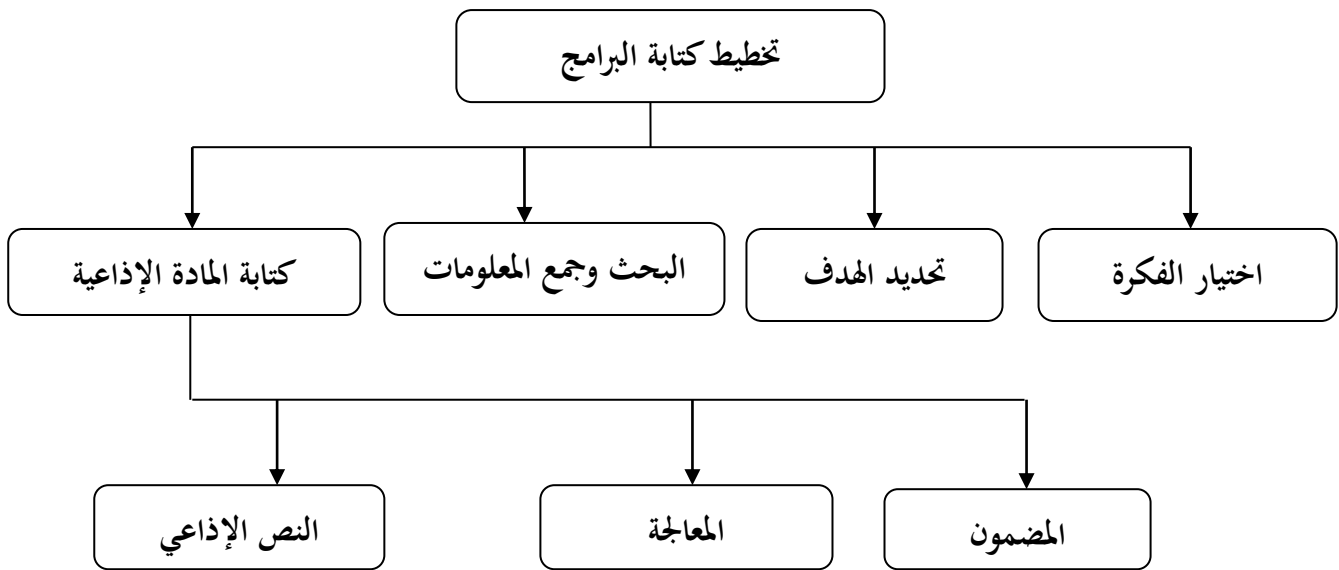 تخطيط كتابة البرامج
اختيار الفكرة
تحديد الهدف
البحث وجمع المعلومات
كتابة المادة الإذاعية
المضمون
المعالجة
النص الإذاعي